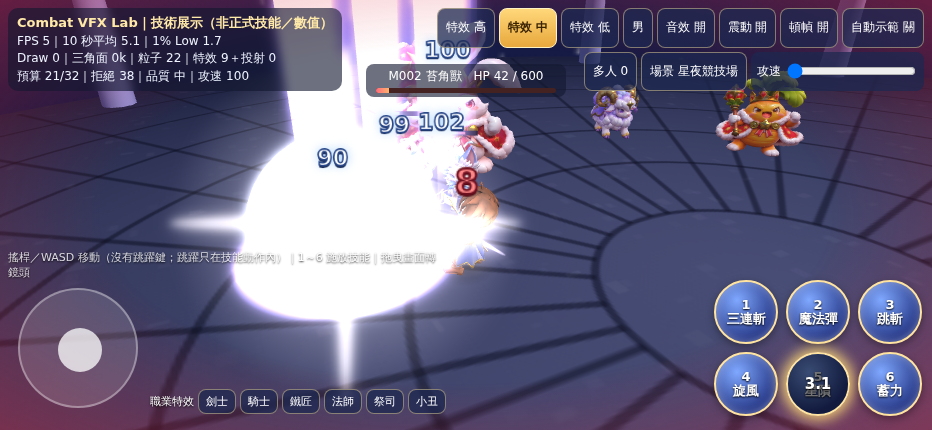 Combat VFX Lab｜技術展示（非正式技能／數值）
FPS 5｜10 秒平均 5.1｜1% Low 1.7
Draw 0｜三角面 0k｜粒子 22｜特效 9＋投射 0
預算 21/32｜拒絕 38｜品質 中｜攻速 100
特效 高
特效 中
特效 低
男
音效 開
震動 開
頓幀 開
自動示範 關
多人 0
場景 星夜競技場
攻速
100
M002 苔角獸 HP 42 / 600
99
102
90
8
搖桿／WASD 移動（沒有跳躍鍵；跳躍只在技能動作內）｜1～6 施放技能｜拖曳畫面轉
鏡頭
1
三連斬
2
魔法彈
3
跳斬
4
旋風
5
3.1
6
蓄力
職業特效
劍士
騎士
鐵匠
法師
祭司
小丑